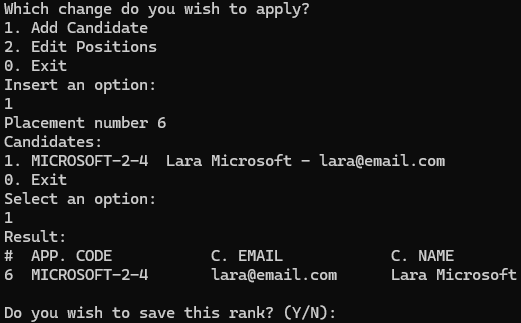 Which change do you wish to apply?
1. Add Candidate
2. Edit Positions
0. Exit
Insert an option:
1
Placement number 6
Candidates:
1. MICROSOFT-2-4  Lara Microsoft - lara@email.com
0. Exit
Select an option:
1
Result:
#  APP. CODE           C. EMAIL            C. NAME
6  MICROSOFT-2-4       lara@email.com      Lara Microsoft
Do you wish to save this rank? (Y/N):